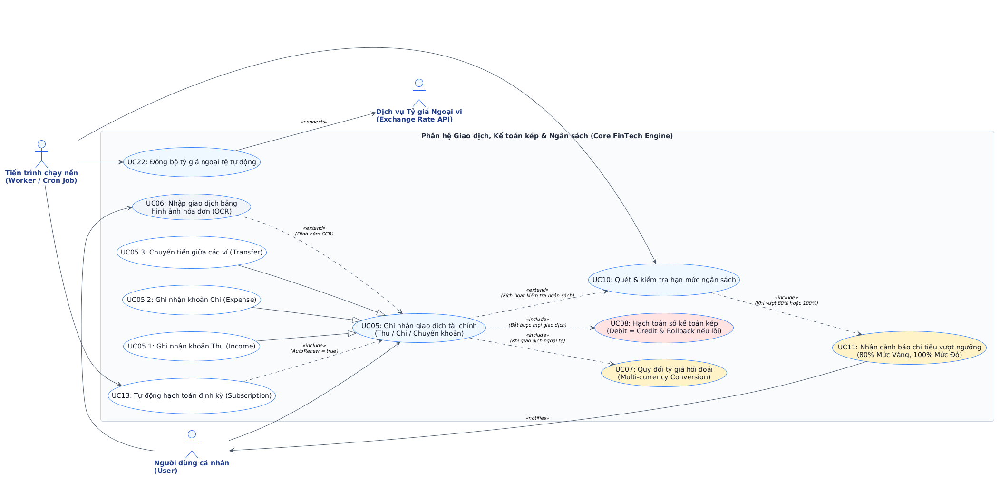 Dịch vụ Tỷ giá Ngoại vi
(Exchange Rate API)
«connects»
Phân hệ Giao dịch, Kế toán kép & Ngân sách (Core FinTech Engine)
Tiến trình chạy nền
(Worker / Cron Job)
UC22: Đồng bộ tỷ giá ngoại tệ tự động
UC06: Nhập giao dịch bằng
hình ảnh hóa đơn (OCR)
«extend»
(Đính kèm OCR)
UC05.3: Chuyển tiền giữa các ví (Transfer)
UC10: Quét & kiểm tra hạn mức ngân sách
«extend»
(Kích hoạt kiểm tra ngân sách)
UC05.2: Ghi nhận khoản Chi (Expense)
«include»
(Khi vượt 80% hoặc 100%)
UC05: Ghi nhận giao dịch tài chính
(Thu / Chi / Chuyển khoản)
«include»
(Bắt buộc mọi giao dịch)
UC08: Hạch toán sổ kế toán kép
(Debit = Credit & Rollback nếu lỗi)
«include»
(Khi giao dịch ngoại tệ)
UC05.1: Ghi nhận khoản Thu (Income)
«include»
(AutoRenew = true)
UC11: Nhận cảnh báo chi tiêu vượt ngưỡng
(80% Mức Vàng, 100% Mức Đỏ)
UC07: Quy đổi tỷ giá hối đoái
(Multi-currency Conversion)
UC13: Tự động hạch toán định kỳ (Subscription)
«notifies»
Người dùng cá nhân
(User)